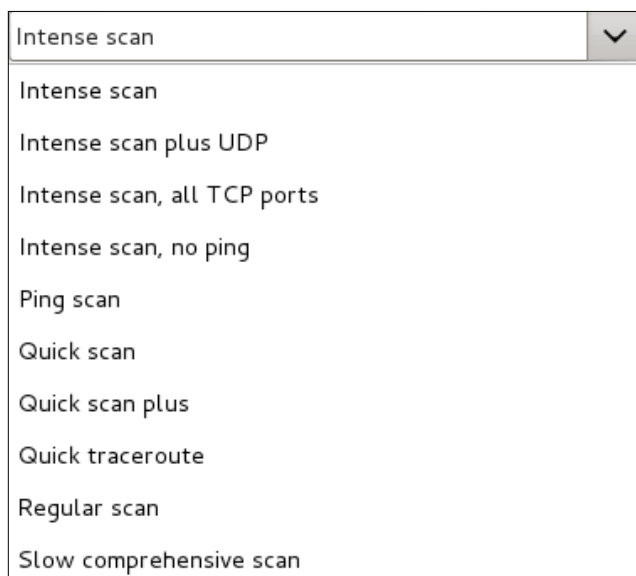 Intense scan
Intense scan
Intense scan plus UDP
Intense scan, all TCP ports
Intense scan, no ping
Ping scan
Quick scan
Quick scan plus
Quick traceroute
Regular scan
Slow comprehensive scan